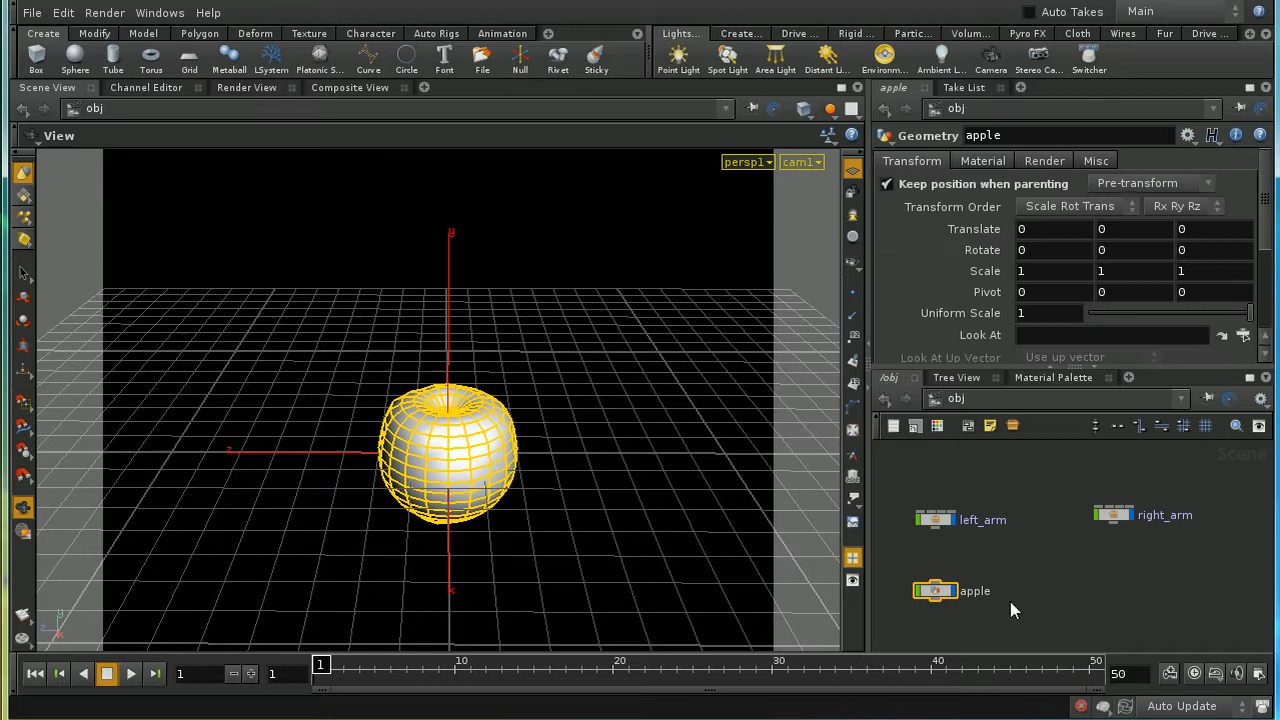 File Edit Render Windows Help
Auto Takes Main
Create Modify Model Polygon Deform Texture Character Auto Rigs Animation
Lights... Create... Drive ... Rigid ... Partic... Volum... Pyro FX Cloth Wires Fur Drive ...
Box Sphere Tube Torus Grid Metaball LSystem Platonic S... Curve Circle Font File Null Rivet Sticky
Point Light Spot Light Area Light Distant Li... Environm... Ambient L... Camera Stereo Ca... Switcher
Scene View Channel Editor Render View Composite View
apple Take List
obj
obj
View
Geometry apple
persp1 cam1
Transform Material Render Misc
Keep position when parenting Pre-transform
Transform Order Scale Rot Trans Rx Ry Rz
Translate 0 0 0
Rotate 0 0 0
Scale 1 1 1
Pivot 0 0 0
Uniform Scale 1
Look At
Look At Up Vector Use up vector
/obj Tree View Material Palette
obj
Scene
y
z
x
left_arm
right_arm
apple
y
z
x
1 1 1 10 20 30 40 50 50
Auto Update